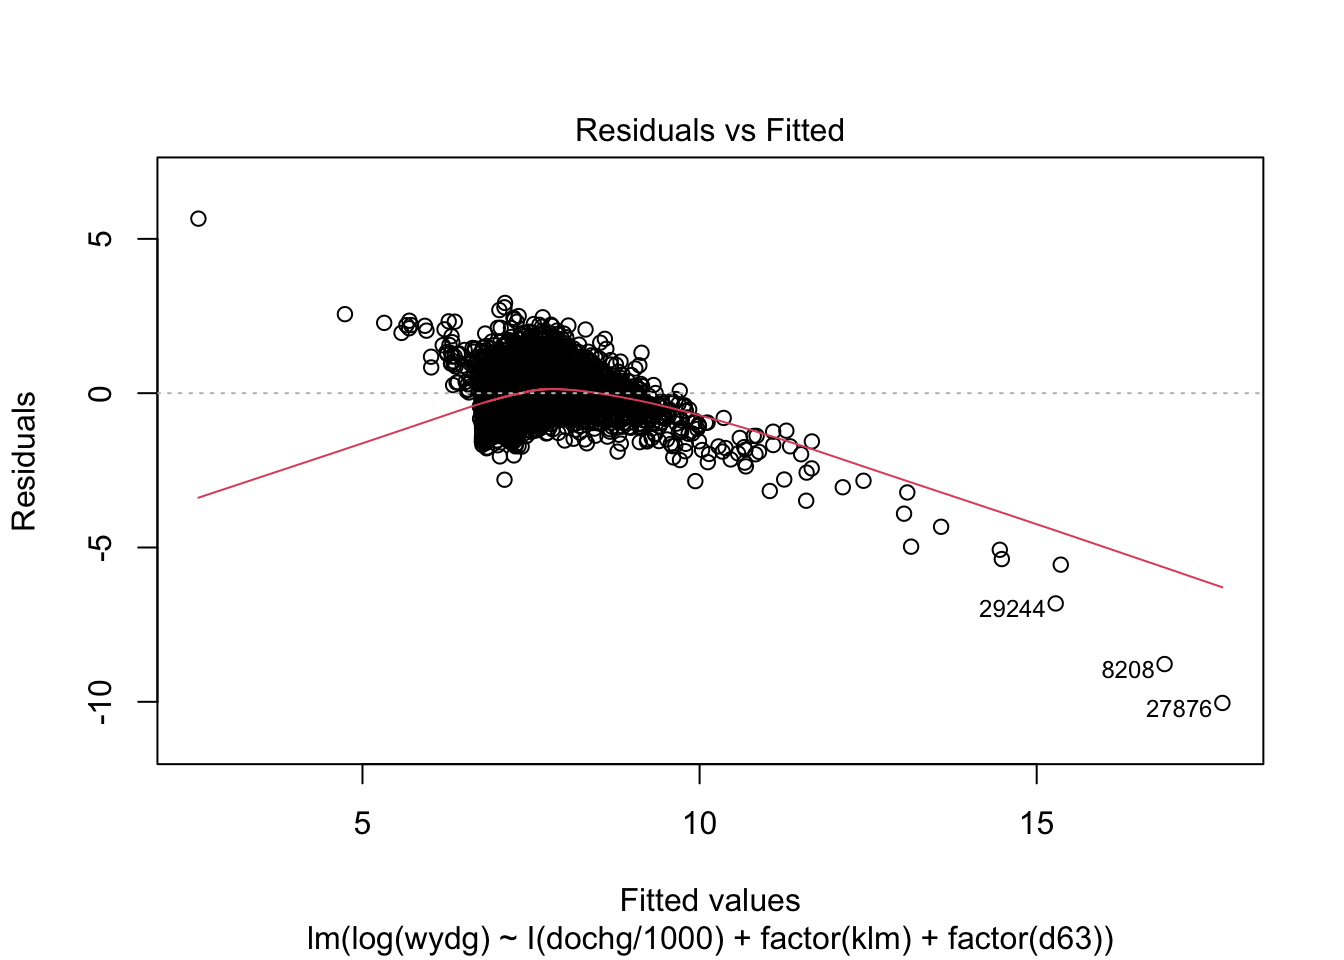 Residuals vs Fitted
Residuals
5
0
-5
-10
29244
8208
27876
5
10
15
Fitted values
lm(log(wydg) ~ I(dochg/1000) + factor(klm) + factor(d63))